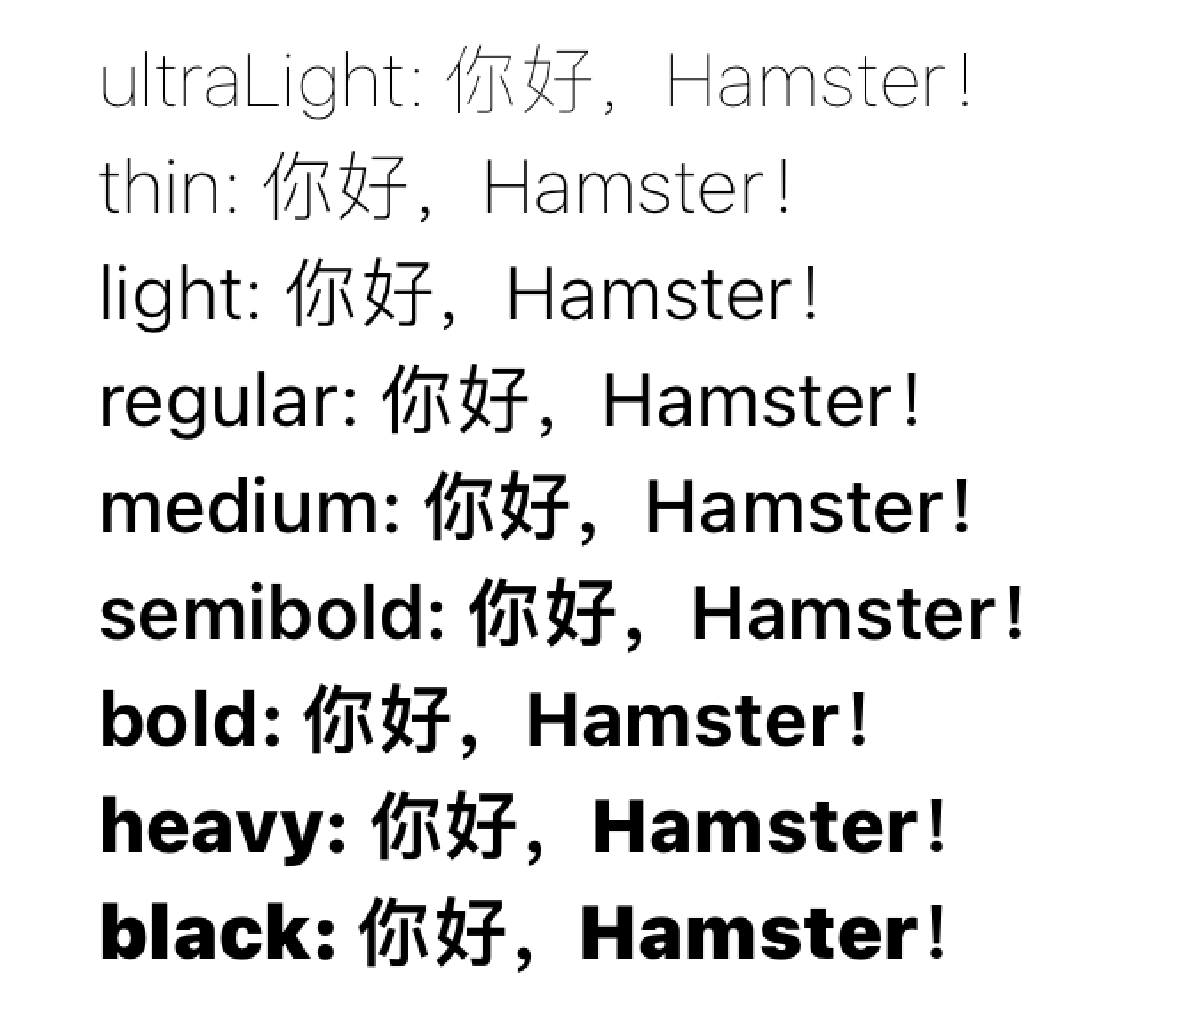 ultraLight: 你好，Hamster！
thin: 你好，Hamster！
light: 你好，Hamster！
regular: 你好，Hamster！
medium: 你好，Hamster！
semibold: 你好，Hamster！
bold: 你好，Hamster！
heavy: 你好，Hamster！
black: 你好，Hamster！